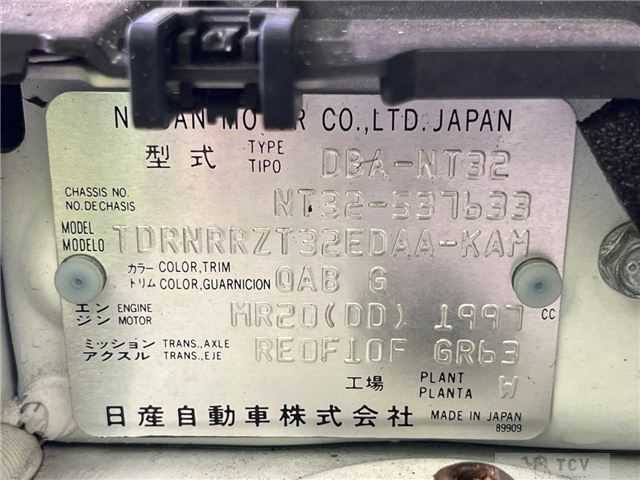 MOTOR CO.,LTD.JAPAN
型式 TYPE TIPO DBA-NT32
CHASSIS NO. NO.DECHASIS NT32-537633
MODEL MODELO TDRNRRZT32EDAA-KAM
カラー COLOR,TRIM
トリム COLOR,GUARNICION QAB G
エンジン ENGINE MOTOR MR20(DD) 1997 CC
ミッション TRANS.,AXLE
アクスル TRANS.,EJE RE0F10F GR63
工場 PLANT PLANTA W
日産自動車株式会社 MADE IN JAPAN
89909
TCV